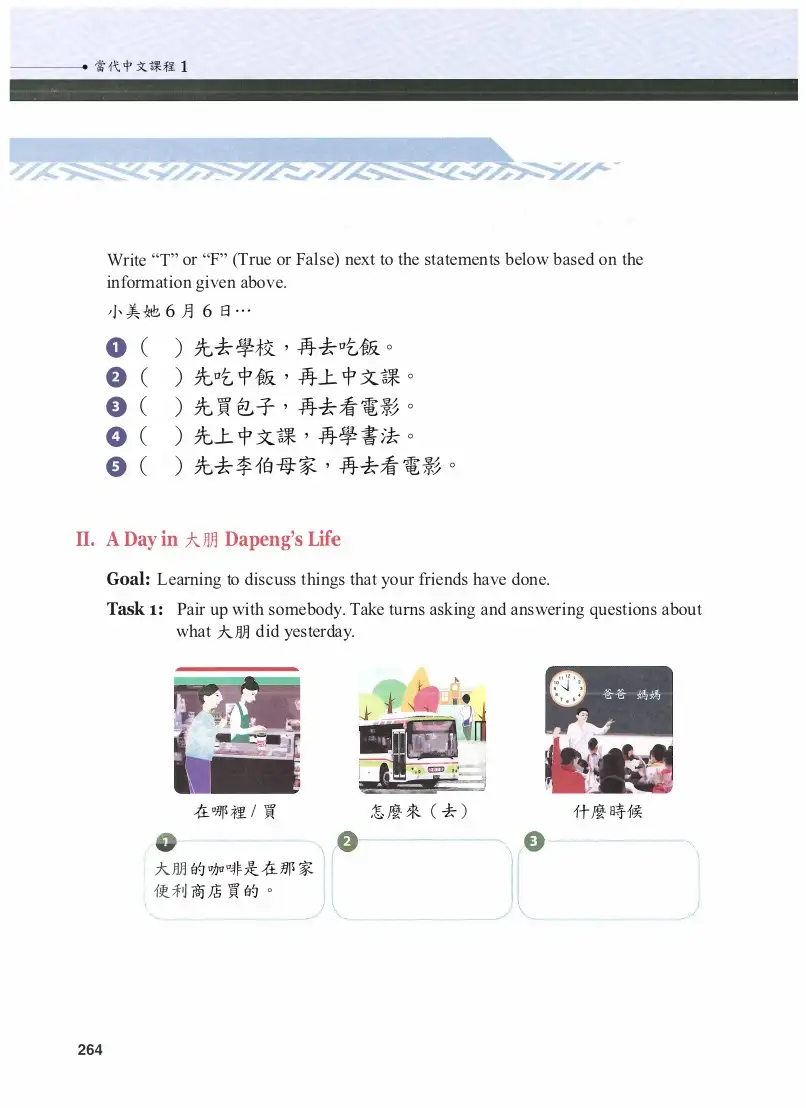 當代中文課程 1
Write “T” or “F” (True or False) next to the statements below based on the
information given above.
小美她 6 月 6 日…
1 (   ) 先去學校，再去吃飯。
2 (   ) 先吃中飯，再上中文課。
3 (   ) 先買包子，再去看電影。
4 (   ) 先上中文課，再學書法。
5 (   ) 先去李伯母家，再去看電影。
II. A Day in 大朋 Dapeng’s Life
Goal: Learning to discuss things that your friends have done.
Task 1: Pair up with somebody. Take turns asking and answering questions about
what 大朋 did yesterday.
爸爸 媽媽
在哪裡 / 買
怎麼來（去）
什麼時候
1
大朋的咖啡是在那家
便利商店買的。
2
3
264